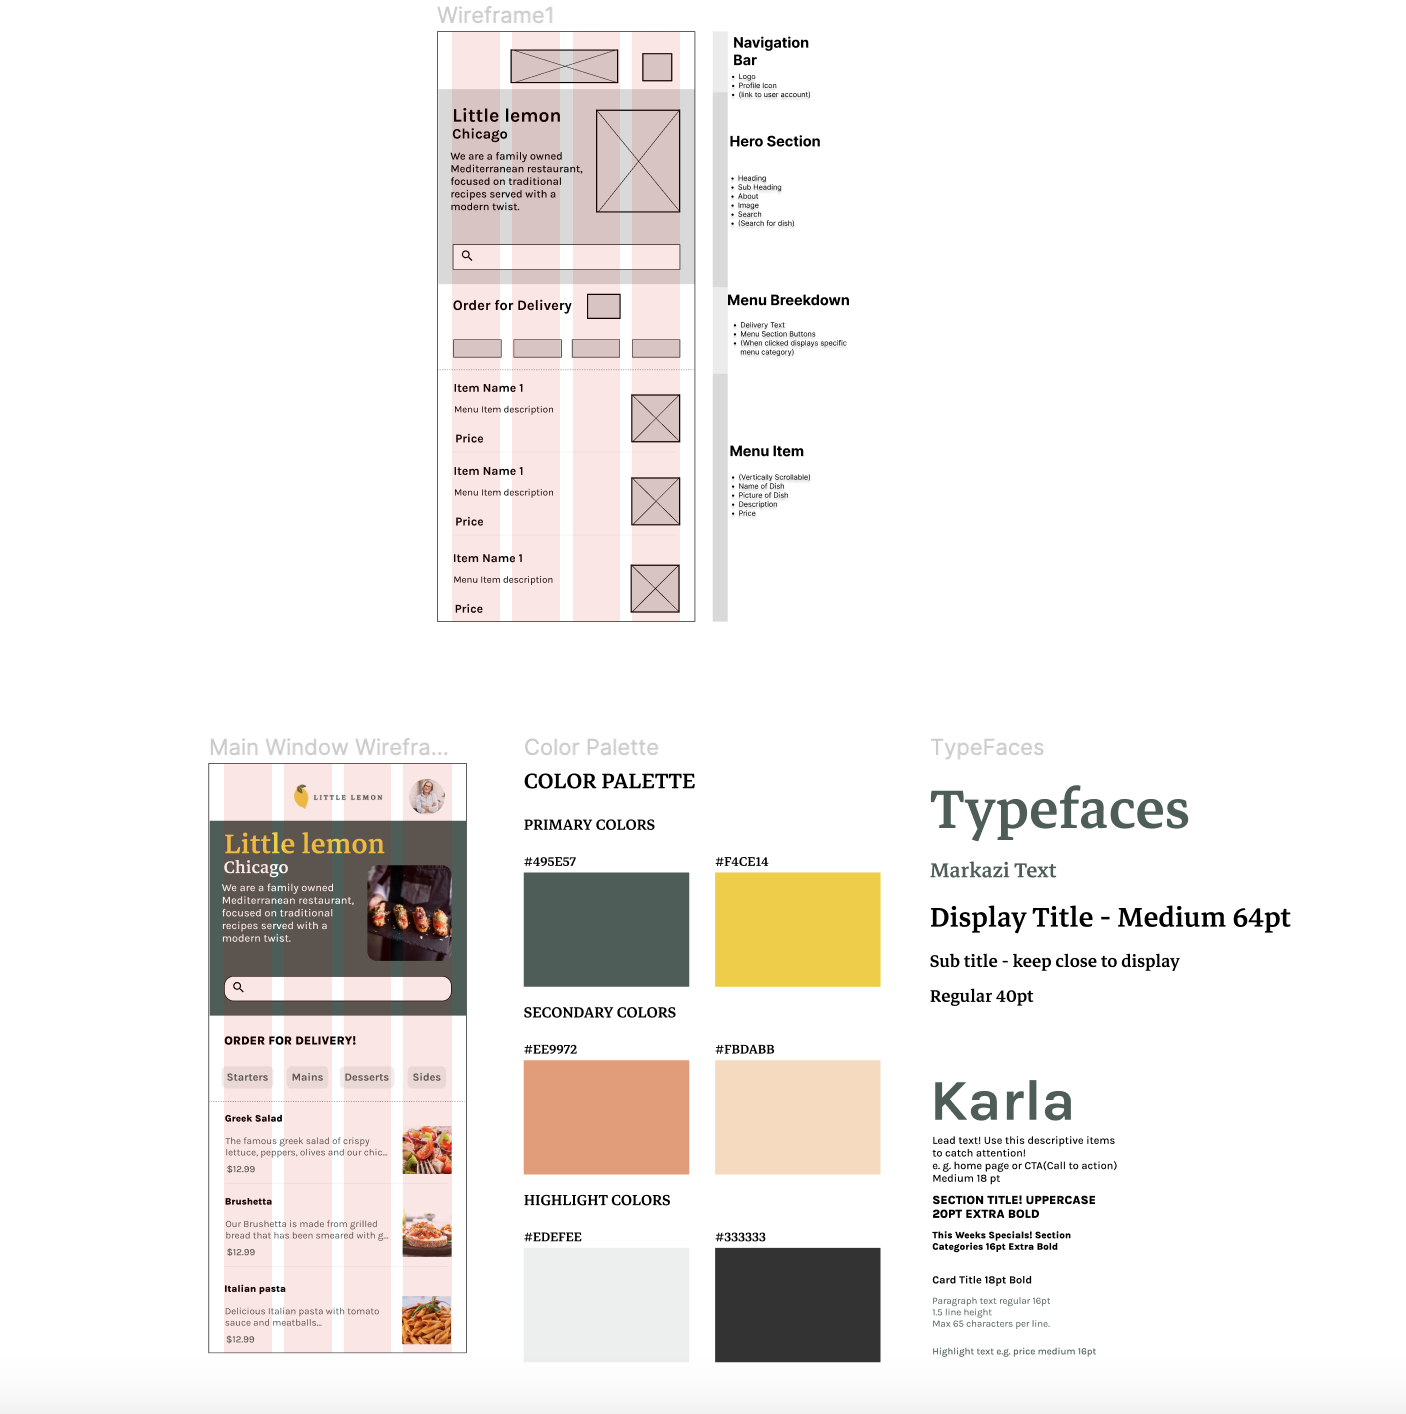 Wireframe1
Little lemon
Chicago
We are a family owned
Mediterranean restaurant,
focused on traditional
recipes served with a
modern twist.
Order for Delivery
Item Name 1
Menu Item description
Price
Item Name 1
Menu Item description
Price
Item Name 1
Menu Item description
Price
Navigation
Bar
• Logo
• Profile Icon
• (link to user account)
Hero Section
• Heading
• Sub Heading
• About
• Image
• Search
• (Search for dish)
Menu Breekdown
• Delivery Text
• Menu Section Buttons
• (When clicked displays specific
menu category)
Menu Item
• (Vertically Scrollable)
• Name of Dish
• Picture of Dish
• Description
• Price
Main Window Wirefra...
LITTLE LEMON
Little lemon
Chicago
We are a family owned
Mediterranean restaurant,
focused on traditional
recipes served with a
modern twist.
ORDER FOR DELIVERY!
Starters Mains Desserts Sides
Greek Salad
The famous greek salad of crispy
lettuce, peppers, olives and our chic...
$12.99
Brushetta
Our Brushetta is made from grilled
bread that has been smeared with g...
$12.99
Italian pasta
Delicious Italian pasta with tomato
sauce and meatballs...
$12.99
Color Palette
COLOR PALETTE
PRIMARY COLORS
#495E57 #F4CE14
SECONDARY COLORS
#EE9972 #FBDABB
HIGHLIGHT COLORS
#EDEFEE #333333
TypeFaces
Typefaces
Markazi Text
Display Title - Medium 64pt
Sub title - keep close to display
Regular 40pt
Karla
Lead text! Use this descriptive items
to catch attention!
e. g. home page or CTA(Call to action)
Medium 18 pt
SECTION TITLE! UPPERCASE
20PT EXTRA BOLD
This Weeks Specials! Section
Categories 16pt Extra Bold
Card Title 18pt Bold
Paragraph text regular 16pt
1.5 line height
Max 65 characters per line.
Highlight text e.g. price medium 16pt